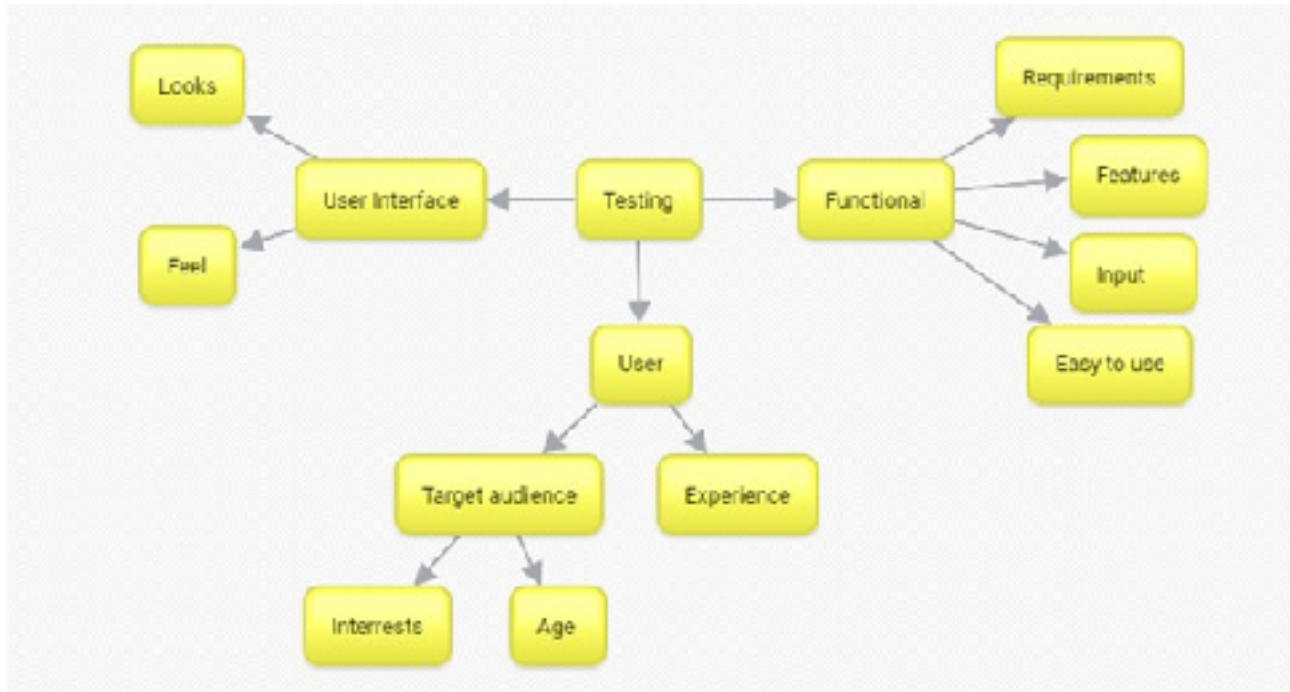 Looks
Requirements
Features
User Interface
Testing
Functional
Feel
Input
User
Easy to use
Target audience
Experience
Interrests
Age